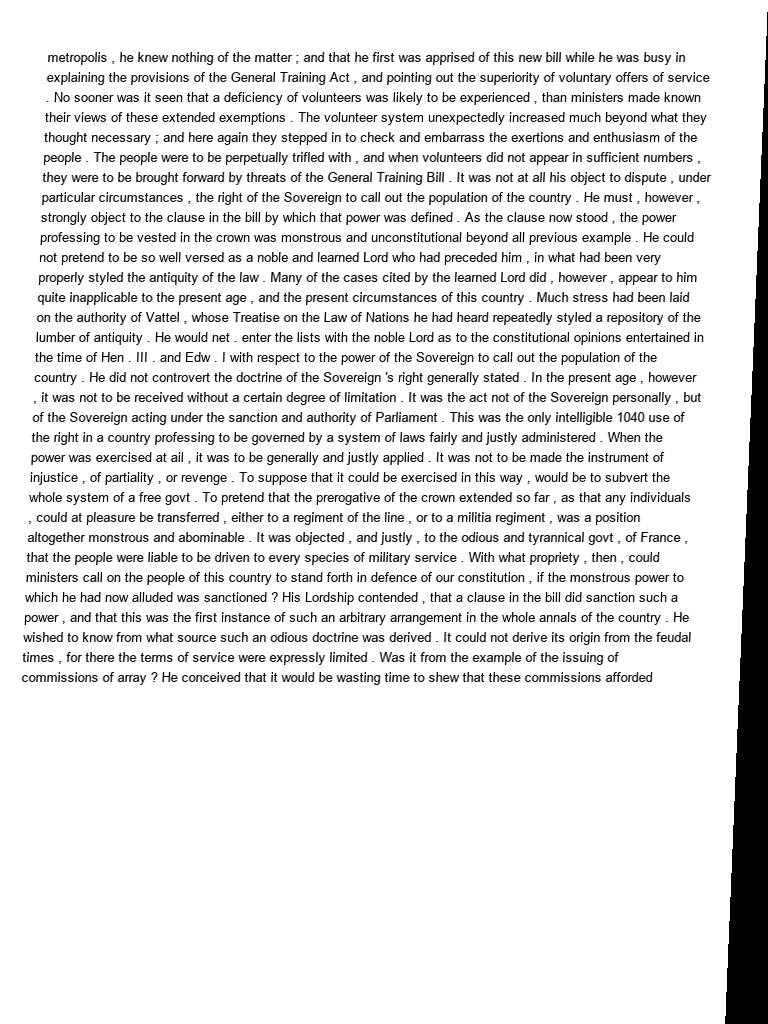 metropolis , he knew nothing of the matter ; and that he first was apprised of this new bill while he was busy in
explaining the provisions of the General Training Act , and pointing out the superiority of voluntary offers of service
. No sooner was it seen that a deficiency of volunteers was likely to be experienced , than ministers made known
their views of these extended exemptions . The volunteer system unexpectedly increased much beyond what they
thought necessary ; and here again they stepped in to check and embarrass the exertions and enthusiasm of the
people . The people were to be perpetually trifled with , and when volunteers did not appear in sufficient numbers ,
they were to be brought forward by threats of the General Training Bill . It was not at all his object to dispute , under
particular circumstances , the right of the Sovereign to call out the population of the country . He must , however ,
strongly object to the clause in the bill by which that power was defined . As the clause now stood , the power
professing to be vested in the crown was monstrous and unconstitutional beyond all previous example . He could
not pretend to be so well versed as a noble and learned Lord who had preceded him , in what had been very
properly styled the antiquity of the law . Many of the cases cited by the learned Lord did , however , appear to him
quite inapplicable to the present age , and the present circumstances of this country . Much stress had been laid
on the authority of Vattel , whose Treatise on the Law of Nations he had heard repeatedly styled a repository of the
lumber of antiquity . He would net . enter the lists with the noble Lord as to the constitutional opinions entertained in
the time of Hen . III . and Edw . I with respect to the power of the Sovereign to call out the population of the
country . He did not controvert the doctrine of the Sovereign 's right generally stated . In the present age , however
, it was not to be received without a certain degree of limitation . It was the act not of the Sovereign personally , but
of the Sovereign acting under the sanction and authority of Parliament . This was the only intelligible 1040 use of
the right in a country professing to be governed by a system of laws fairly and justly administered . When the
power was exercised at ail , it was to be generally and justly applied . It was not to be made the instrument of
injustice , of partiality , or revenge . To suppose that it could be exercised in this way , would be to subvert the
whole system of a free govt . To pretend that the prerogative of the crown extended so far , as that any individuals
, could at pleasure be transferred , either to a regiment of the line , or to a militia regiment , was a position
altogether monstrous and abominable . It was objected , and justly , to the odious and tyrannical govt , of France ,
that the people were liable to be driven to every species of military service . With what propriety , then , could
ministers call on the people of this country to stand forth in defence of our constitution , if the monstrous power to
which he had now alluded was sanctioned ? His Lordship contended , that a clause in the bill did sanction such a
power , and that this was the first instance of such an arbitrary arrangement in the whole annals of the country . He
wished to know from what source such an odious doctrine was derived . It could not derive its origin from the feudal
times , for there the terms of service were expressly limited . Was it from the example of the issuing of
commissions of array ? He conceived that it would be wasting time to shew that these commissions afforded